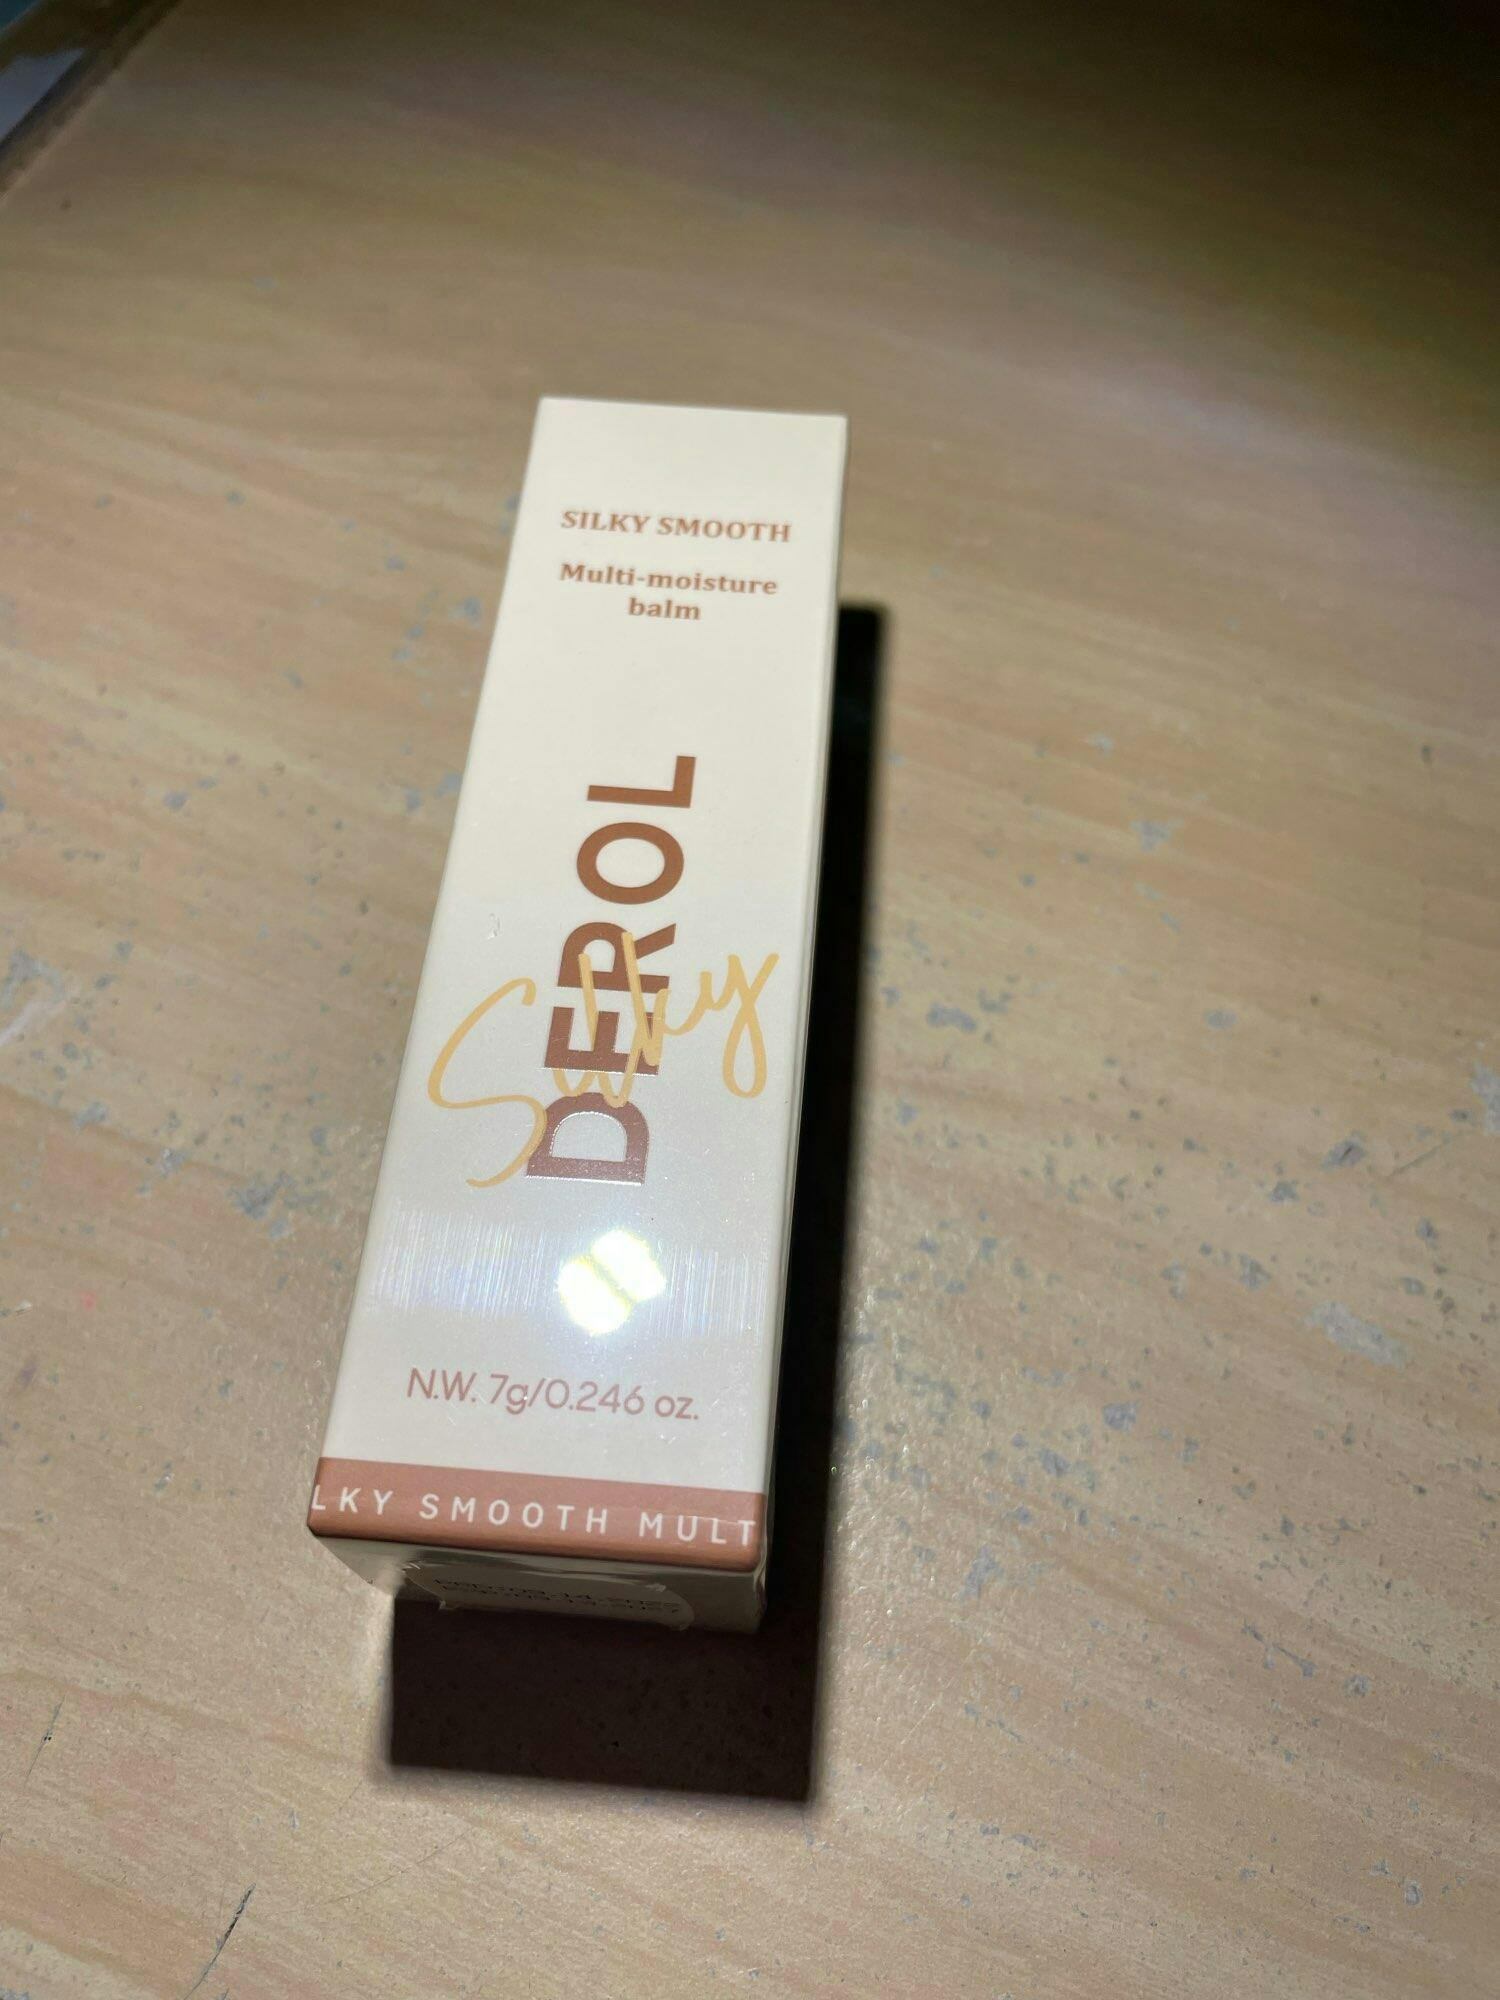 SILKY SMOOTH
Multi-moisture
balm
DEROL
Silky
N.W. 7g/0.246 oz.
LKY SMOOTH MULT